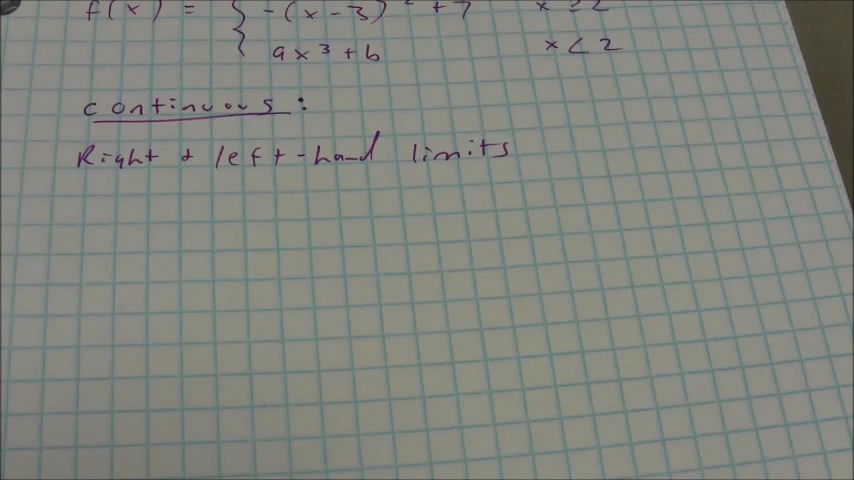 f(x) = { -(x-3)² + 7   x ≥ 2
ax³ + b   x < 2
continuous:
Right & left-hand limits